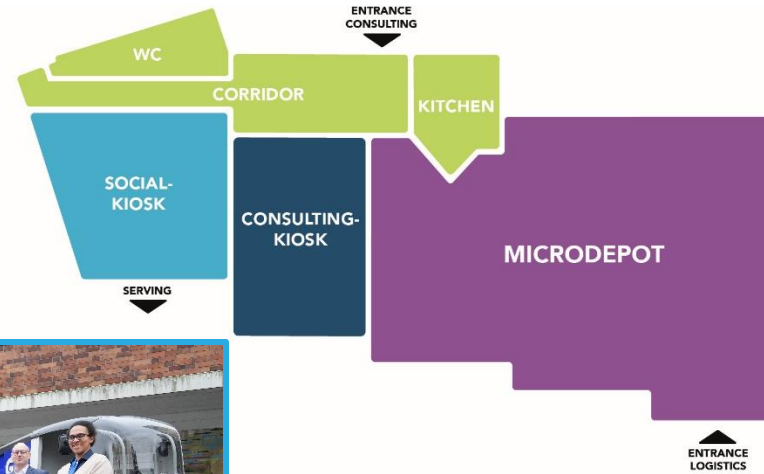 ENTRANCE
CONSULTING
WC
CORRIDOR
KITCHEN
SOCIAL-
KIOSK
CONSULTING-
KIOSK
MICRODEPOT
SERVING
ENTRANCE
LOGISTICS